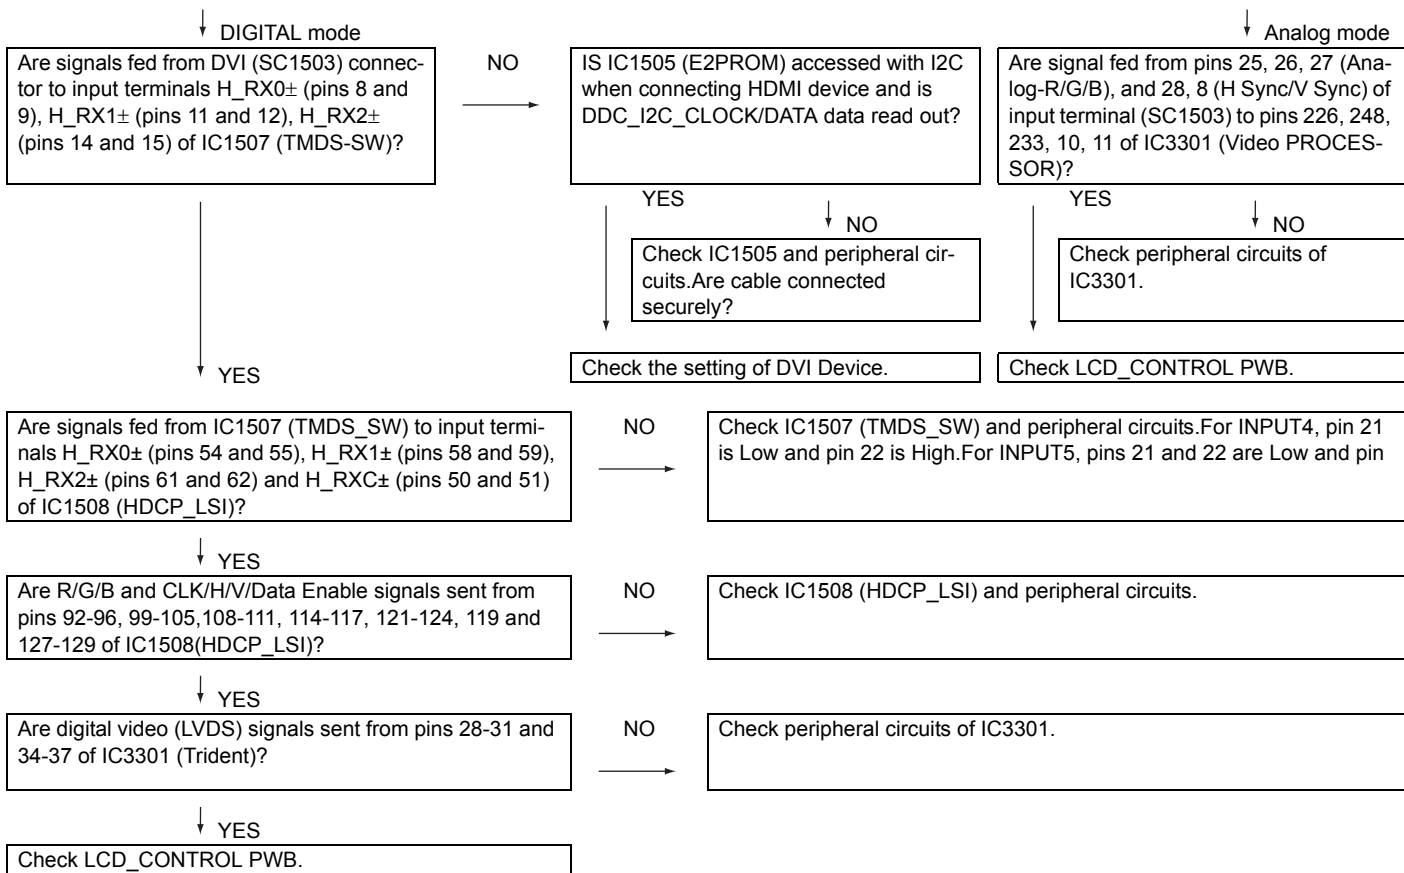 DIGITAL mode
Analog mode
Are signals fed from DVI (SC1503) connec-
tor to input terminals H_RX0± (pins 8 and
9), H_RX1± (pins 11 and 12), H_RX2±
(pins 14 and 15) of IC1507 (TMDS-SW)?
NO
IS IC1505 (E2PROM) accessed with I2C
when connecting HDMI device and is
DDC_I2C_CLOCK/DATA data read out?
Are signal fed from pins 25, 26, 27 (Ana-
log-R/G/B), and 28, 8 (H Sync/V Sync) of
input terminal (SC1503) to pins 226, 248,
233, 10, 11 of IC3301 (Video PROCES-
SOR)?
YES
NO
YES
NO
Check IC1505 and peripheral cir-
cuits.Are cable connected
securely?
Check peripheral circuits of
IC3301.
Check the setting of DVI Device.
Check LCD_CONTROL PWB.
YES
Are signals fed from IC1507 (TMDS_SW) to input termi-
nals H_RX0± (pins 54 and 55), H_RX1± (pins 58 and 59),
H_RX2± (pins 61 and 62) and H_RXC± (pins 50 and 51)
of IC1508 (HDCP_LSI)?
NO
Check IC1507 (TMDS_SW) and peripheral circuits.For INPUT4, pin 21
is Low and pin 22 is High.For INPUT5, pins 21 and 22 are Low and pin
YES
Are R/G/B and CLK/H/V/Data Enable signals sent from
pins 92-96, 99-105,108-111, 114-117, 121-124, 119 and
127-129 of IC1508(HDCP_LSI)?
NO
Check IC1508 (HDCP_LSI) and peripheral circuits.
YES
Are digital video (LVDS) signals sent from pins 28-31 and
34-37 of IC3301 (Trident)?
NO
Check peripheral circuits of IC3301.
YES
Check LCD_CONTROL PWB.